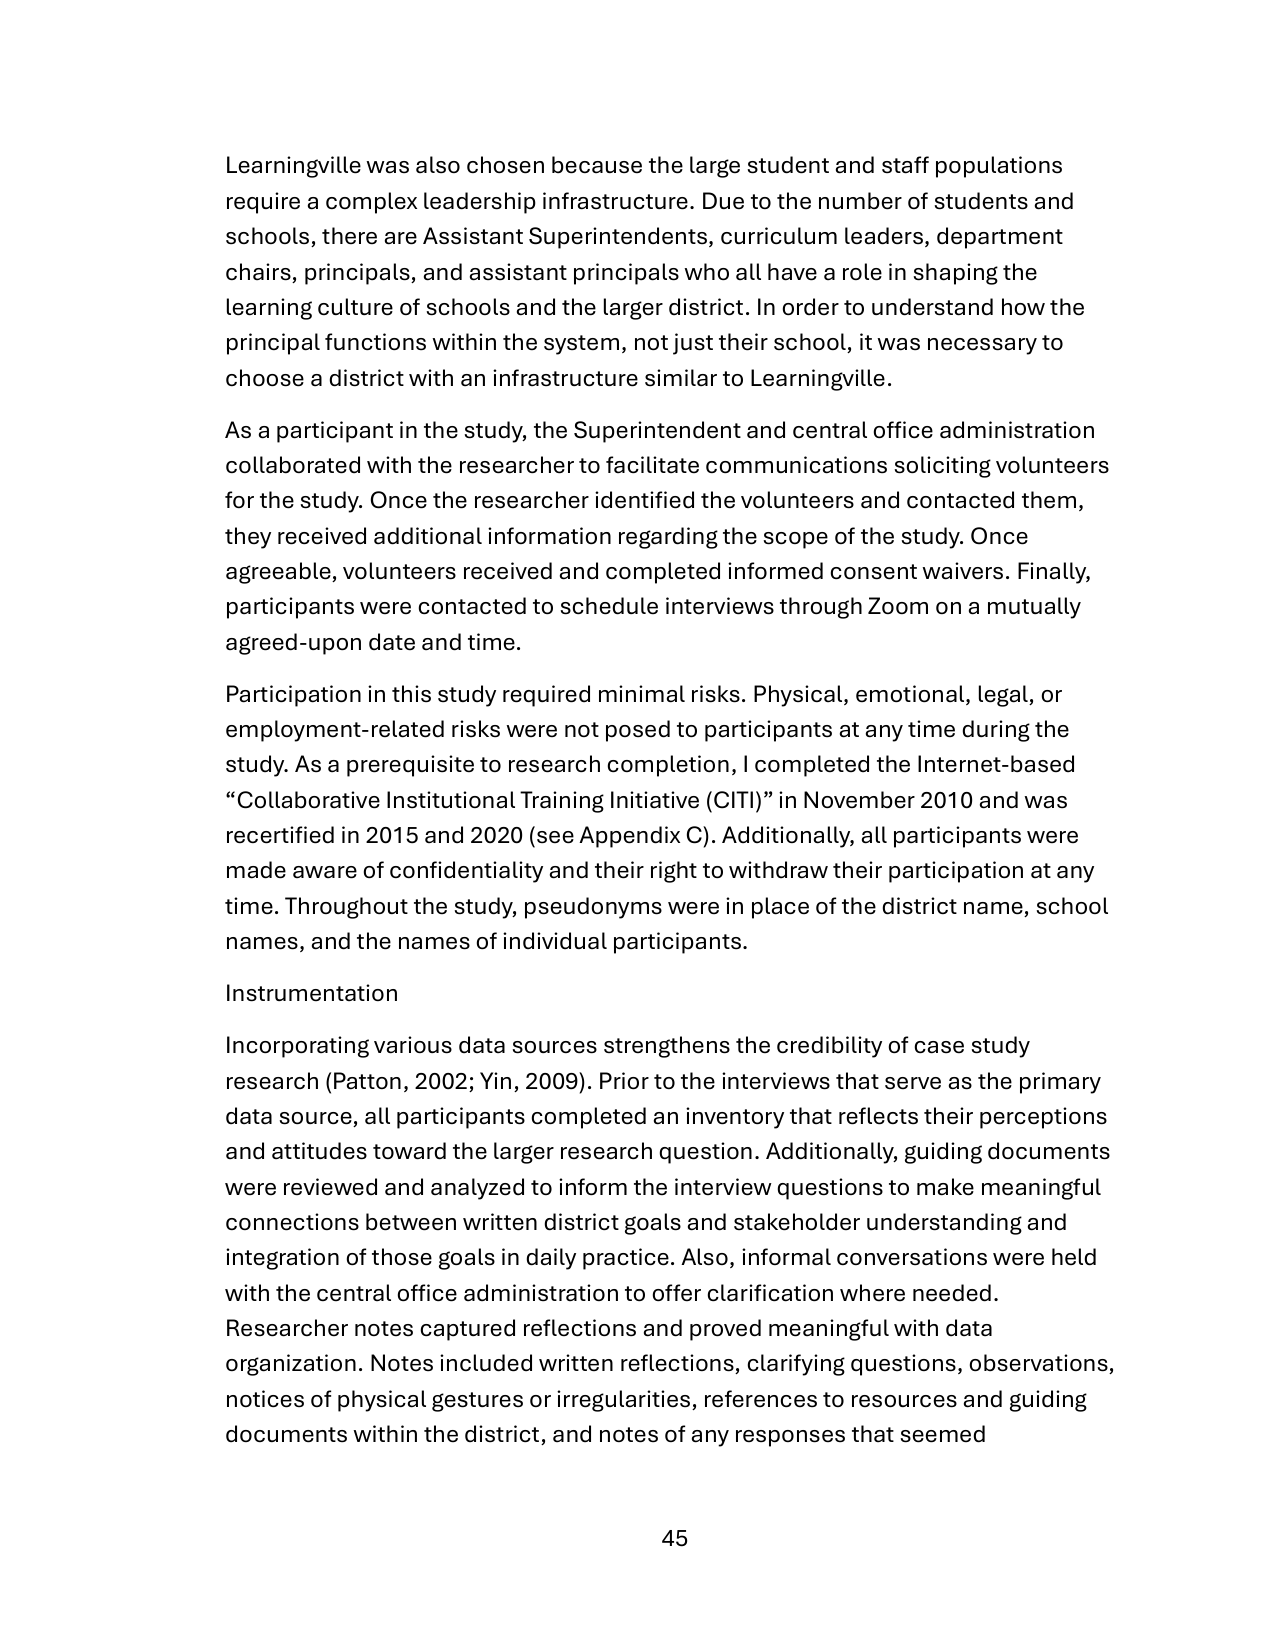 Learningville was also chosen because the large student and staff populations
require a complex leadership infrastructure. Due to the number of students and
schools, there are Assistant Superintendents, curriculum leaders, department
chairs, principals, and assistant principals who all have a role in shaping the
learning culture of schools and the larger district. In order to understand how the
principal functions within the system, not just their school, it was necessary to
choose a district with an infrastructure similar to Learningville.
As a participant in the study, the Superintendent and central office administration
collaborated with the researcher to facilitate communications soliciting volunteers
for the study. Once the researcher identified the volunteers and contacted them,
they received additional information regarding the scope of the study. Once
agreeable, volunteers received and completed informed consent waivers. Finally,
participants were contacted to schedule interviews through Zoom on a mutually
agreed-upon date and time.
Participation in this study required minimal risks. Physical, emotional, legal, or
employment-related risks were not posed to participants at any time during the
study. As a prerequisite to research completion, I completed the Internet-based
“Collaborative Institutional Training Initiative (CITI)” in November 2010 and was
recertified in 2015 and 2020 (see Appendix C). Additionally, all participants were
made aware of confidentiality and their right to withdraw their participation at any
time. Throughout the study, pseudonyms were in place of the district name, school
names, and the names of individual participants.
Instrumentation
Incorporating various data sources strengthens the credibility of case study
research (Patton, 2002; Yin, 2009). Prior to the interviews that serve as the primary
data source, all participants completed an inventory that reflects their perceptions
and attitudes toward the larger research question. Additionally, guiding documents
were reviewed and analyzed to inform the interview questions to make meaningful
connections between written district goals and stakeholder understanding and
integration of those goals in daily practice. Also, informal conversations were held
with the central office administration to offer clarification where needed.
Researcher notes captured reflections and proved meaningful with data
organization. Notes included written reflections, clarifying questions, observations,
notices of physical gestures or irregularities, references to resources and guiding
documents within the district, and notes of any responses that seemed
45